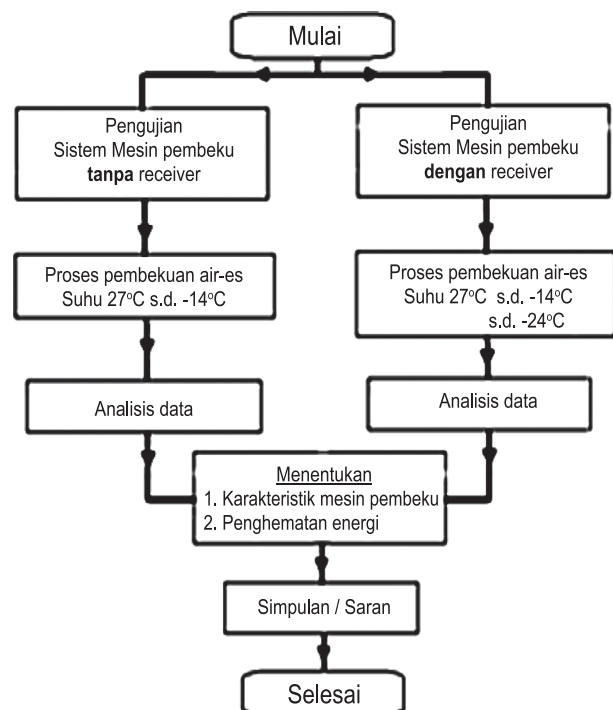 Mulai
Pengujian
Sistem Mesin pembeku
tanpa receiver
Pengujian
Sistem Mesin pembeku
dengan receiver
Proses pembekuan air-es
Suhu 27°C s.d. -14°C
Proses pembekuan air-es
Suhu 27°C s.d. -14°C
s.d. -24°C
Analisis data
Analisis data
Menentukan
1. Karakteristik mesin pembeku
2. Penghematan energi
Simpulan / Saran
Selesai